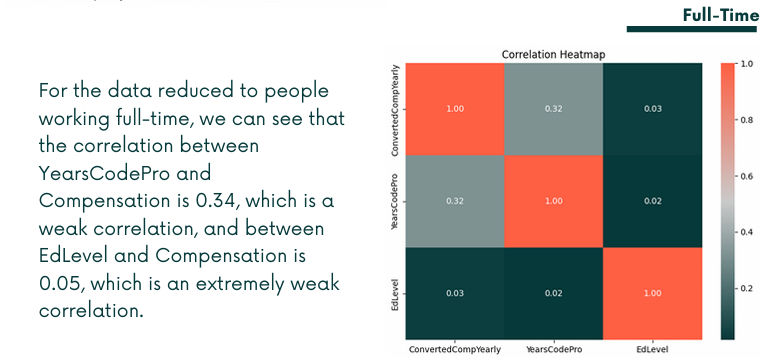 Full-Time
For the data reduced to people
working full-time, we can see that
the correlation between
YearsCodePro and
Compensation is 0.34, which is a
weak correlation, and between
EdLevel and Compensation is
0.05, which is an extremely weak
correlation.
Correlation Heatmap
ConvertedCompYearly
1.00 0.32 0.03
YearsCodePro
0.32 1.00 0.02
EdLevel
0.03 0.02 1.00
ConvertedCompYearly YearsCodePro EdLevel
1.0
0.8
0.6
0.4
0.2